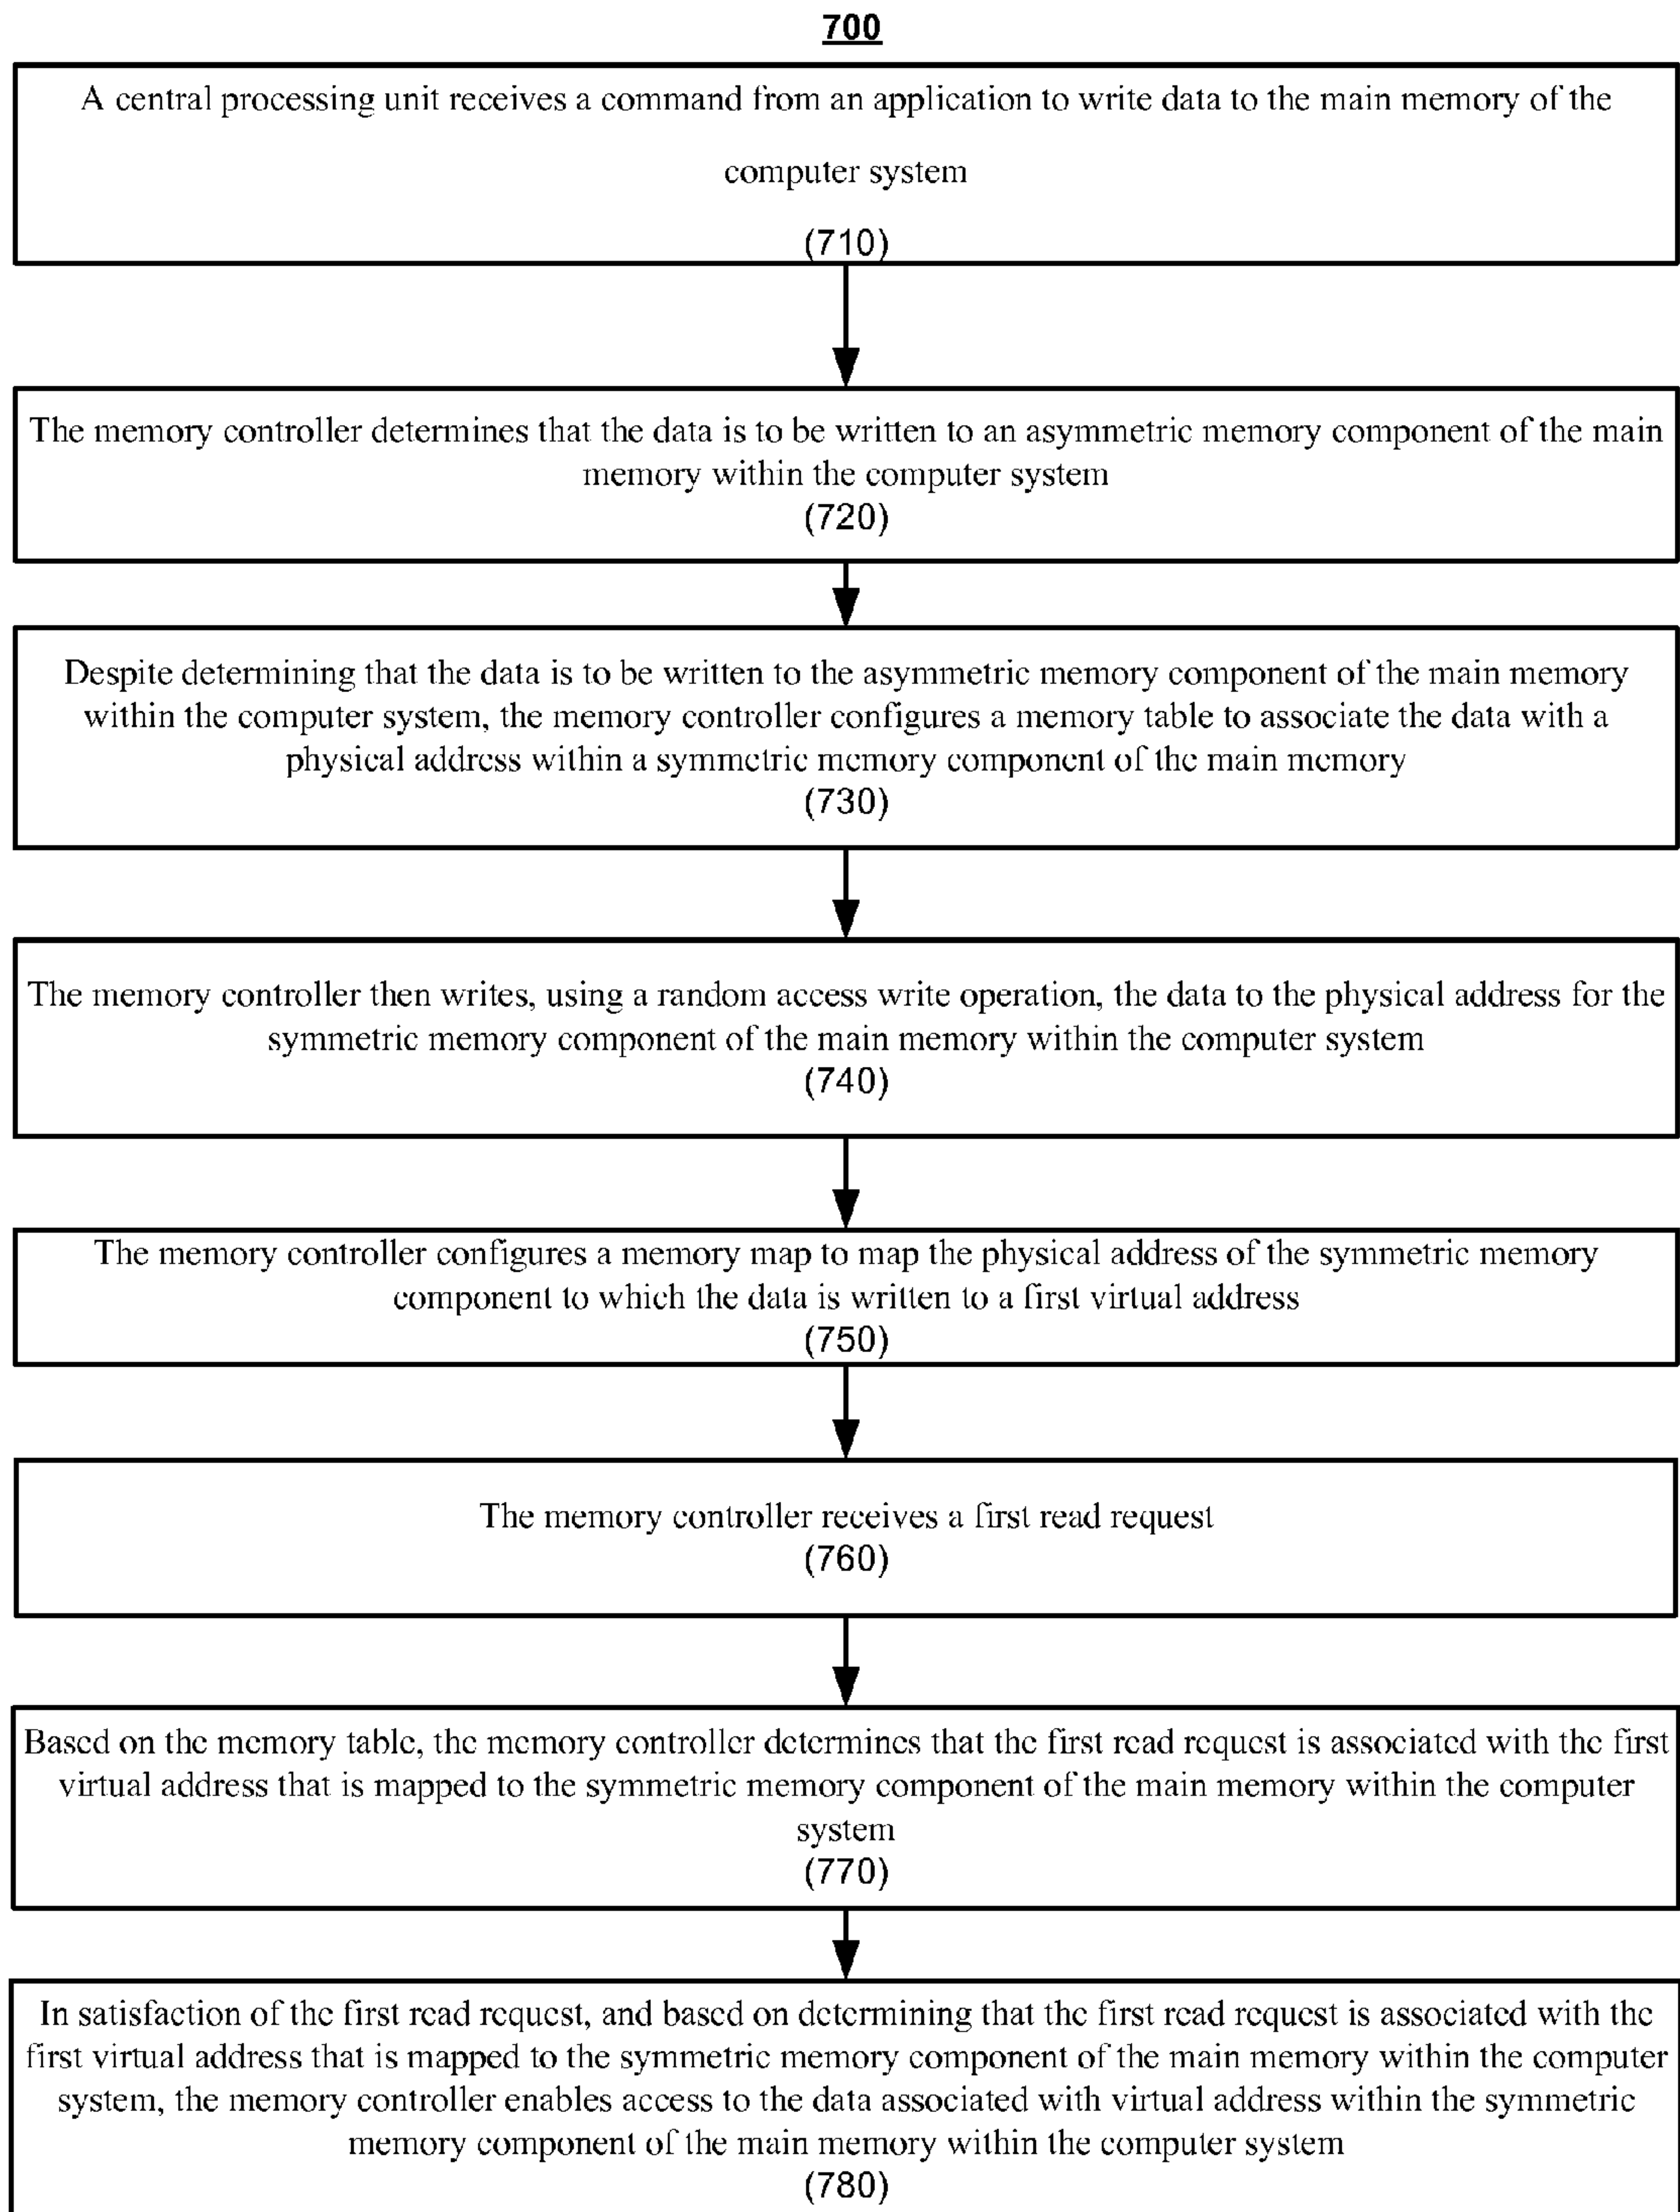 700
A central processing unit receives a command from an application to write data to the main memory of the
computer system
(710)
The memory controller determines that the data is to be written to an asymmetric memory component of the main
memory within the computer system
(720)
Despite determining that the data is to be written to the asymmetric memory component of the main memory
within the computer system, the memory controller configures a memory table to associate the data with a
physical address within a symmetric memory component of the main memory
(730)
The memory controller then writes, using a random access write operation, the data to the physical address for the
symmetric memory component of the main memory within the computer system
(740)
The memory controller configures a memory map to map the physical address of the symmetric memory
component to which the data is written to a first virtual address
(750)
The memory controller receives a first read request
(760)
Based on the memory table, the memory controller determines that the first read request is associated with the first
virtual address that is mapped to the symmetric memory component of the main memory within the computer
system
(770)
In satisfaction of the first read request, and based on determining that the first read request is associated with the
first virtual address that is mapped to the symmetric memory component of the main memory within the computer
system, the memory controller enables access to the data associated with virtual address within the symmetric
memory component of the main memory within the computer system
(780)